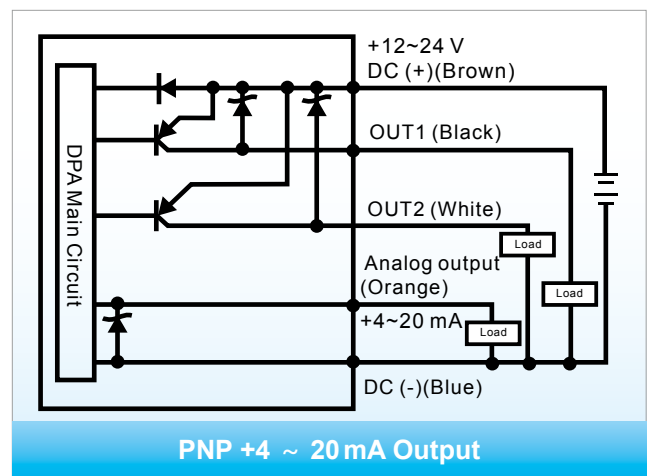 +12~24 V
DC (+)(Brown)
DPA Main Circuit
OUT1 (Black)
OUT2 (White)
Load
Analog output
(Orange)
Load
+4~20 mA
Load
DC (-)(Blue)
PNP +4 ~ 20 mA Output